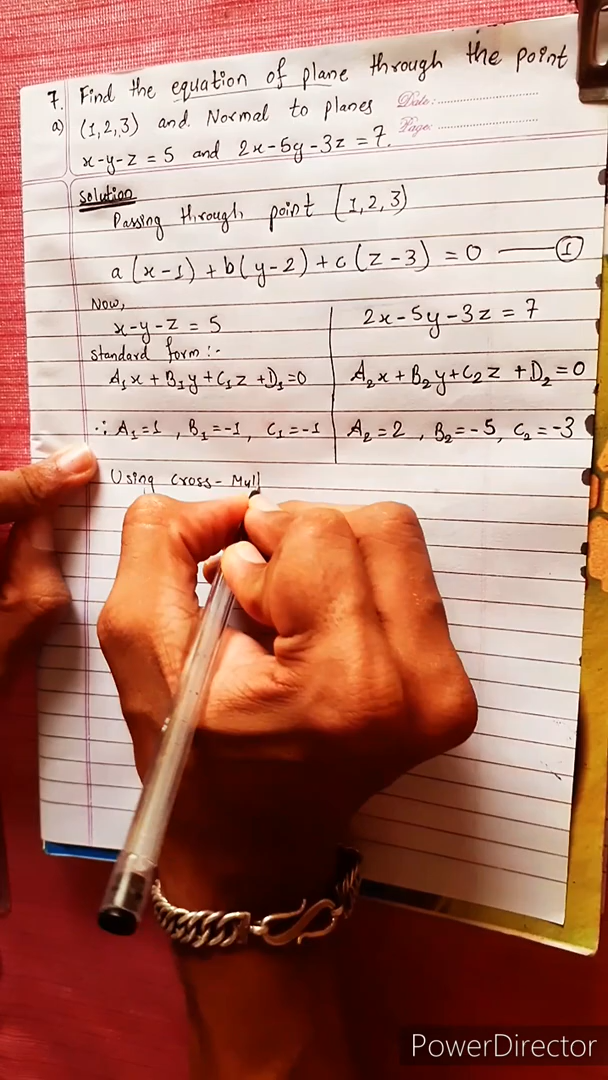 7. Find the equation of plane through the point
a) (1,2,3) and Normal to planes
Date:
x-y-z = 5 and 2x-5y-3z = 7.
Page:
Solution
Passing through point (1,2,3)
a(x-1)+b(y-2)+c(z-3) = 0 —— ①
Now,
x-y-z = 5
2x-5y-3z = 7
standard form:-
A₁x + B₁y + C₁z + D₁ = 0
A₂x + B₂y + C₂z + D₂ = 0
∴ A₁=1 , B₁=-1 , C₁=-1
A₂=2 , B₂=-5, C₂=-3
Using Cross-Mull
PowerDirector